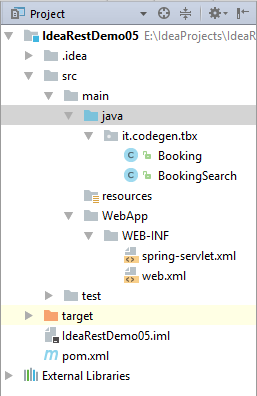 Project
IdeaRestDemo05 E:\IdeaProjects\IdeaR
.idea
src
main
java
it.codegen.tbx
Booking
BookingSearch
resources
WebApp
WEB-INF
spring-servlet.xml
web.xml
test
target
IdeaRestDemo05.iml
pom.xml
External Libraries